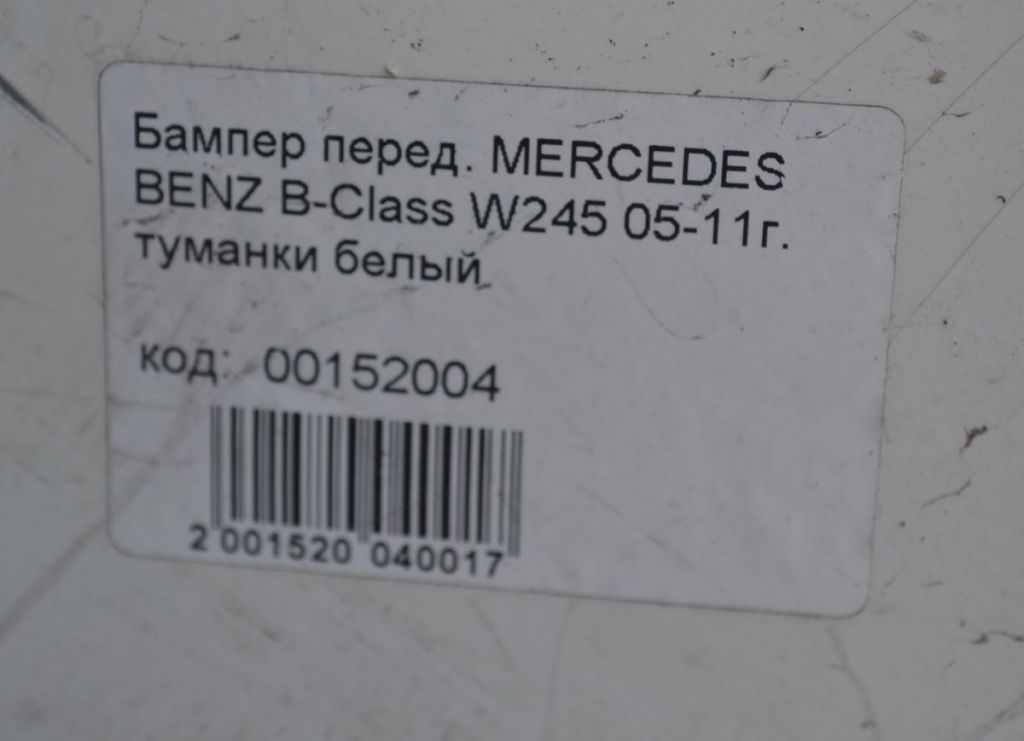 Бампер перед. MERCEDES
BENZ B-Class W245 05-11г.
туманки белый
код: 00152004
2 001520 040017